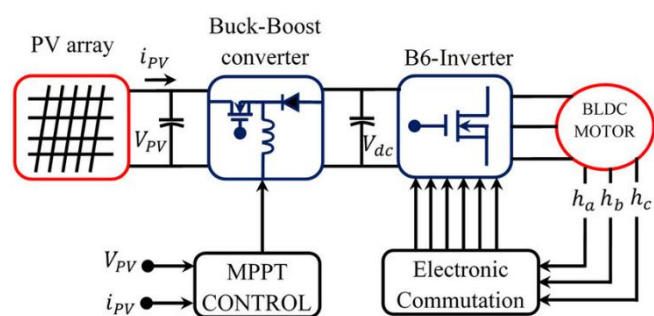 PV array
i_PV
Buck-Boost
converter
B6-Inverter
BLDC
MOTOR
V_PV
V_dc
h_a h_b h_c
V_PV
i_PV
MPPT
CONTROL
Electronic
Commutation